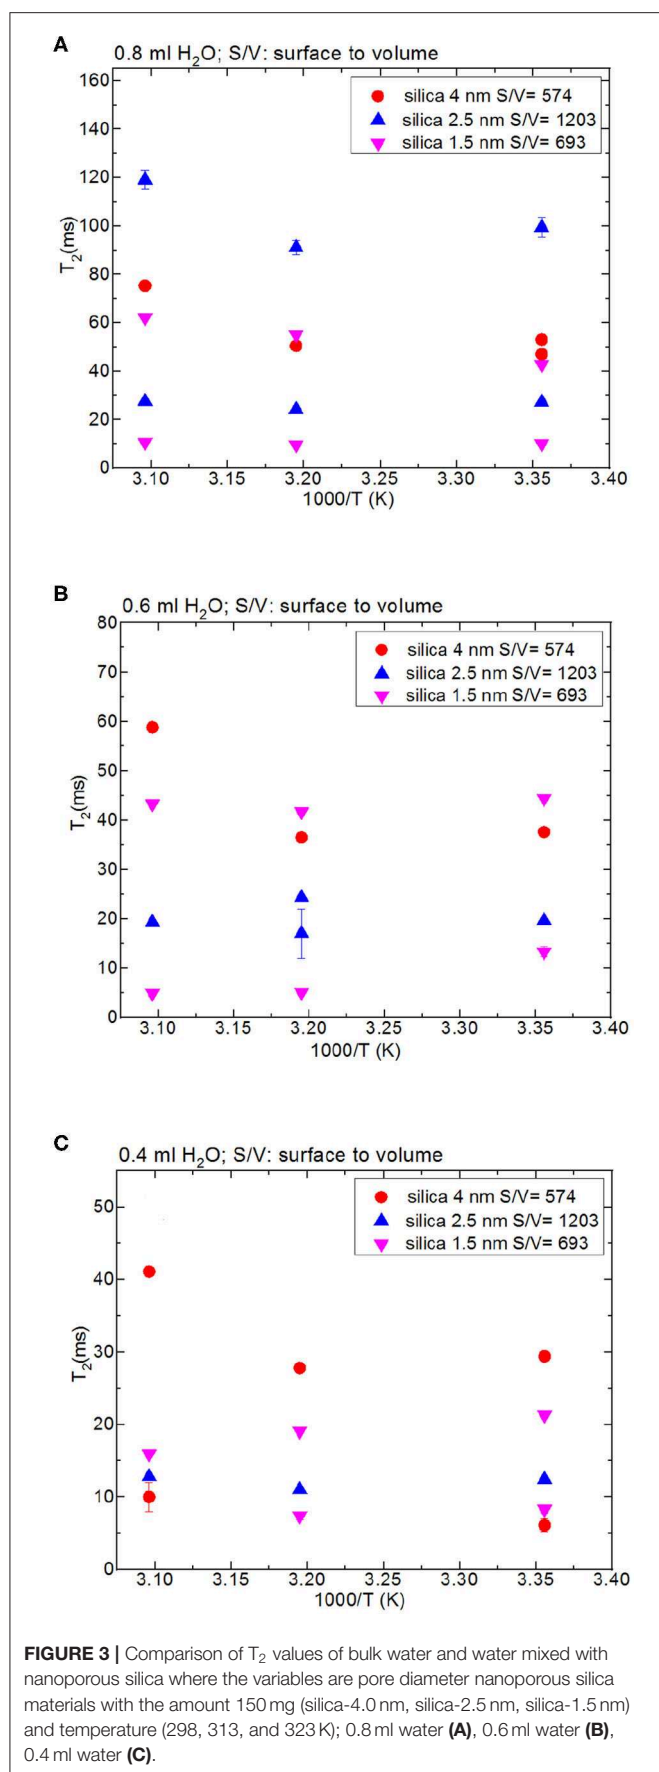 A
0.8 ml H₂O; S/V: surface to volume
160
140
120
100
80
60
40
20
0
T₂(ms)
silica 4 nm S/V= 574
silica 2.5 nm S/V= 1203
silica 1.5 nm S/V= 693
3.10 3.15 3.20 3.25 3.30 3.35 3.40
1000/T (K)
B
0.6 ml H₂O; S/V: surface to volume
80
70
60
50
40
30
20
10
0
T₂(ms)
silica 4 nm S/V= 574
silica 2.5 nm S/V= 1203
silica 1.5 nm S/V= 693
3.10 3.15 3.20 3.25 3.30 3.35 3.40
1000/T (K)
C
0.4 ml H₂O; S/V: surface to volume
50
40
30
20
10
0
T₂(ms)
silica 4 nm S/V= 574
silica 2.5 nm S/V= 1203
silica 1.5 nm S/V= 693
3.10 3.15 3.20 3.25 3.30 3.35 3.40
1000/T (K)
FIGURE 3 | Comparison of T₂ values of bulk water and water mixed with
nanoporous silica where the variables are pore diameter nanoporous silica
materials with the amount 150 mg (silica-4.0 nm, silica-2.5 nm, silica-1.5 nm)
and temperature (298, 313, and 323 K); 0.8 ml water (A), 0.6 ml water (B),
0.4 ml water (C).